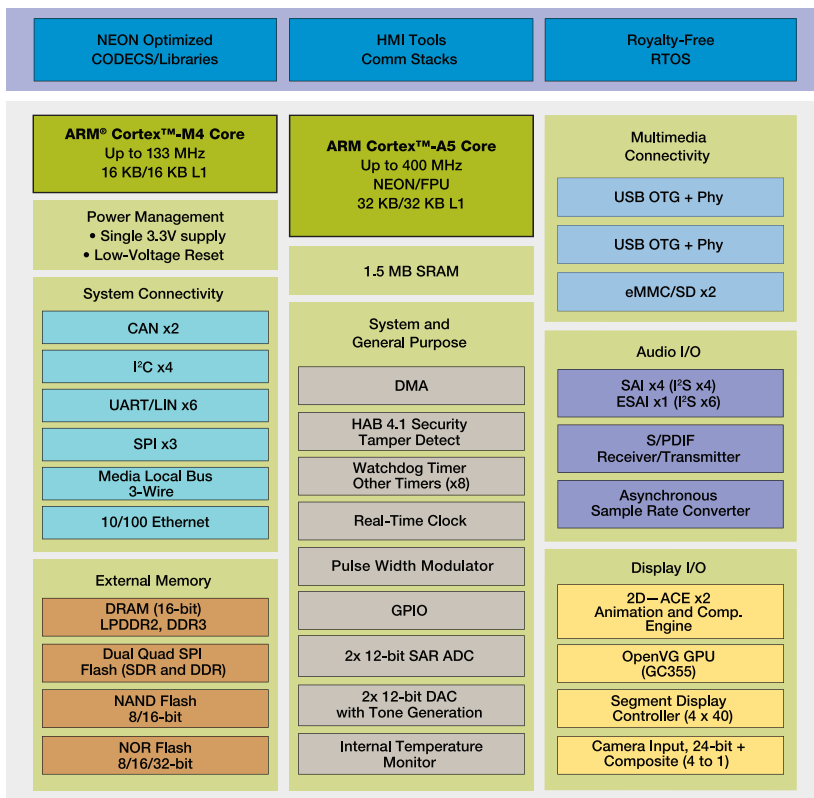 NEON Optimized
CODECS/Libraries
HMI Tools
Comm Stacks
Royalty-Free
RTOS
ARM® Cortex™-M4 Core
Up to 133 MHz
16 KB/16 KB L1
Power Management
• Single 3.3V supply
• Low-Voltage Reset
System Connectivity
CAN x2
I²C x4
UART/LIN x6
SPI x3
Media Local Bus
3-Wire
10/100 Ethernet
External Memory
DRAM (16-bit)
LPDDR2, DDR3
Dual Quad SPI
Flash (SDR and DDR)
NAND Flash
8/16-bit
NOR Flash
8/16/32-bit
ARM Cortex™-A5 Core
Up to 400 MHz
NEON/FPU
32 KB/32 KB L1
1.5 MB SRAM
System and
General Purpose
DMA
HAB 4.1 Security
Tamper Detect
Watchdog Timer
Other Timers (x8)
Real-Time Clock
Pulse Width Modulator
GPIO
2x 12-bit SAR ADC
2x 12-bit DAC
with Tone Generation
Internal Temperature
Monitor
Multimedia
Connectivity
USB OTG + Phy
USB OTG + Phy
eMMC/SD x2
Audio I/O
SAI x4 (I²S x4)
ESAI x1 (I²S x6)
S/PDIF
Receiver/Transmitter
Asynchronous
Sample Rate Converter
Display I/O
2D—ACE x2
Animation and Comp.
Engine
OpenVG GPU
(GC355)
Segment Display
Controller (4 x 40)
Camera Input, 24-bit +
Composite (4 to 1)